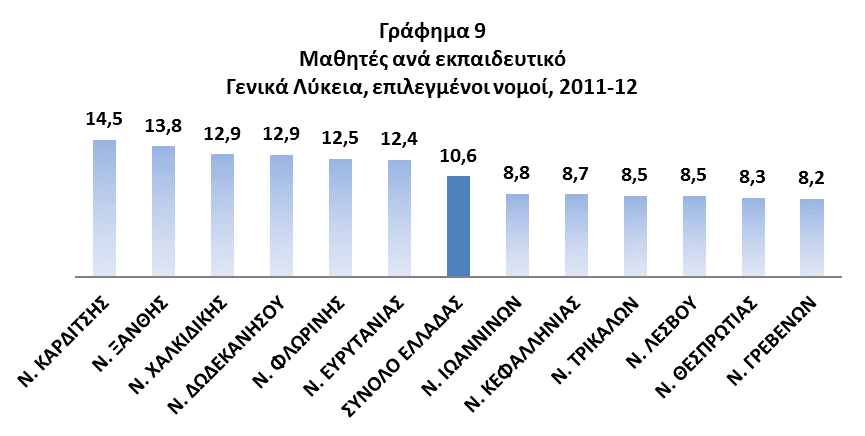 Γράφημα 9
Μαθητές ανά εκπαιδευτικό
Γενικά Λύκεια, επιλεγμένοι νομοί, 2011-12
14,5
13,8
12,9
12,9
12,5
12,4
10,6
8,8
8,7
8,5
8,5
8,3
8,2
Ν. ΚΑΡΔΙΤΣΗΣ
Ν. ΞΑΝΘΗΣ
Ν. ΧΑΛΚΙΔΙΚΗΣ
Ν. ΔΩΔΕΚΑΝΗΣΟΥ
Ν. ΦΛΩΡΙΝΗΣ
Ν. ΕΥΡΥΤΑΝΙΑΣ
ΣΥΝΟΛΟ ΕΛΛΑΔΑΣ
Ν. ΙΩΑΝΝΙΝΩΝ
Ν. ΚΕΦΑΛΛΗΝΙΑΣ
Ν. ΤΡΙΚΑΛΩΝ
Ν. ΛΕΣΒΟΥ
Ν. ΘΕΣΠΡΩΤΙΑΣ
Ν. ΓΡΕΒΕΝΩΝ